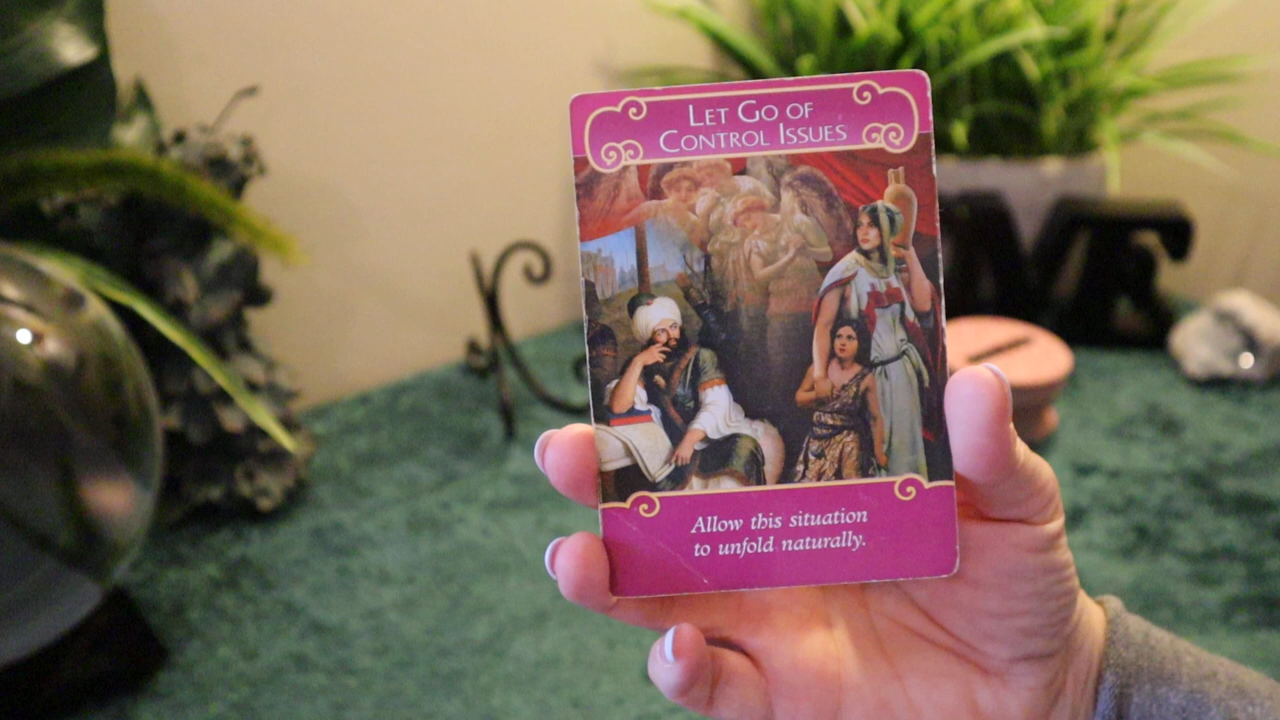 Let Go of
Control Issues
Allow this situation
to unfold naturally.